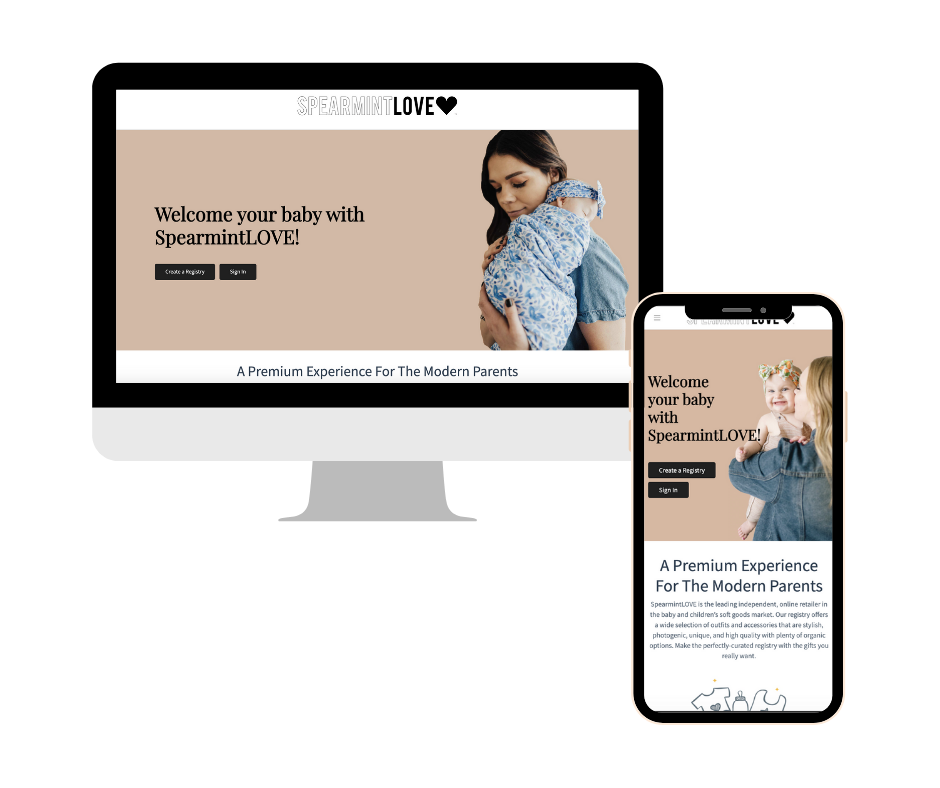 SPEARMINTLOVE
Welcome your baby with
SpearmintLOVE!
Create a Registry
Sign In
A Premium Experience For The Modern Parents
SPEARMINTLOVE
Welcome
your baby
with
SpearmintLOVE!
Create a Registry
Sign In
A Premium Experience
For The Modern Parents
SpearmintLOVE is the leading independent, online retailer in
the baby and children's soft goods market. Our registry offers
a wide selection of outfits and accessories that are stylish,
photogenic, unique, and high quality with plenty of organic
options. Make the perfectly-curated registry with the gifts you
really want.